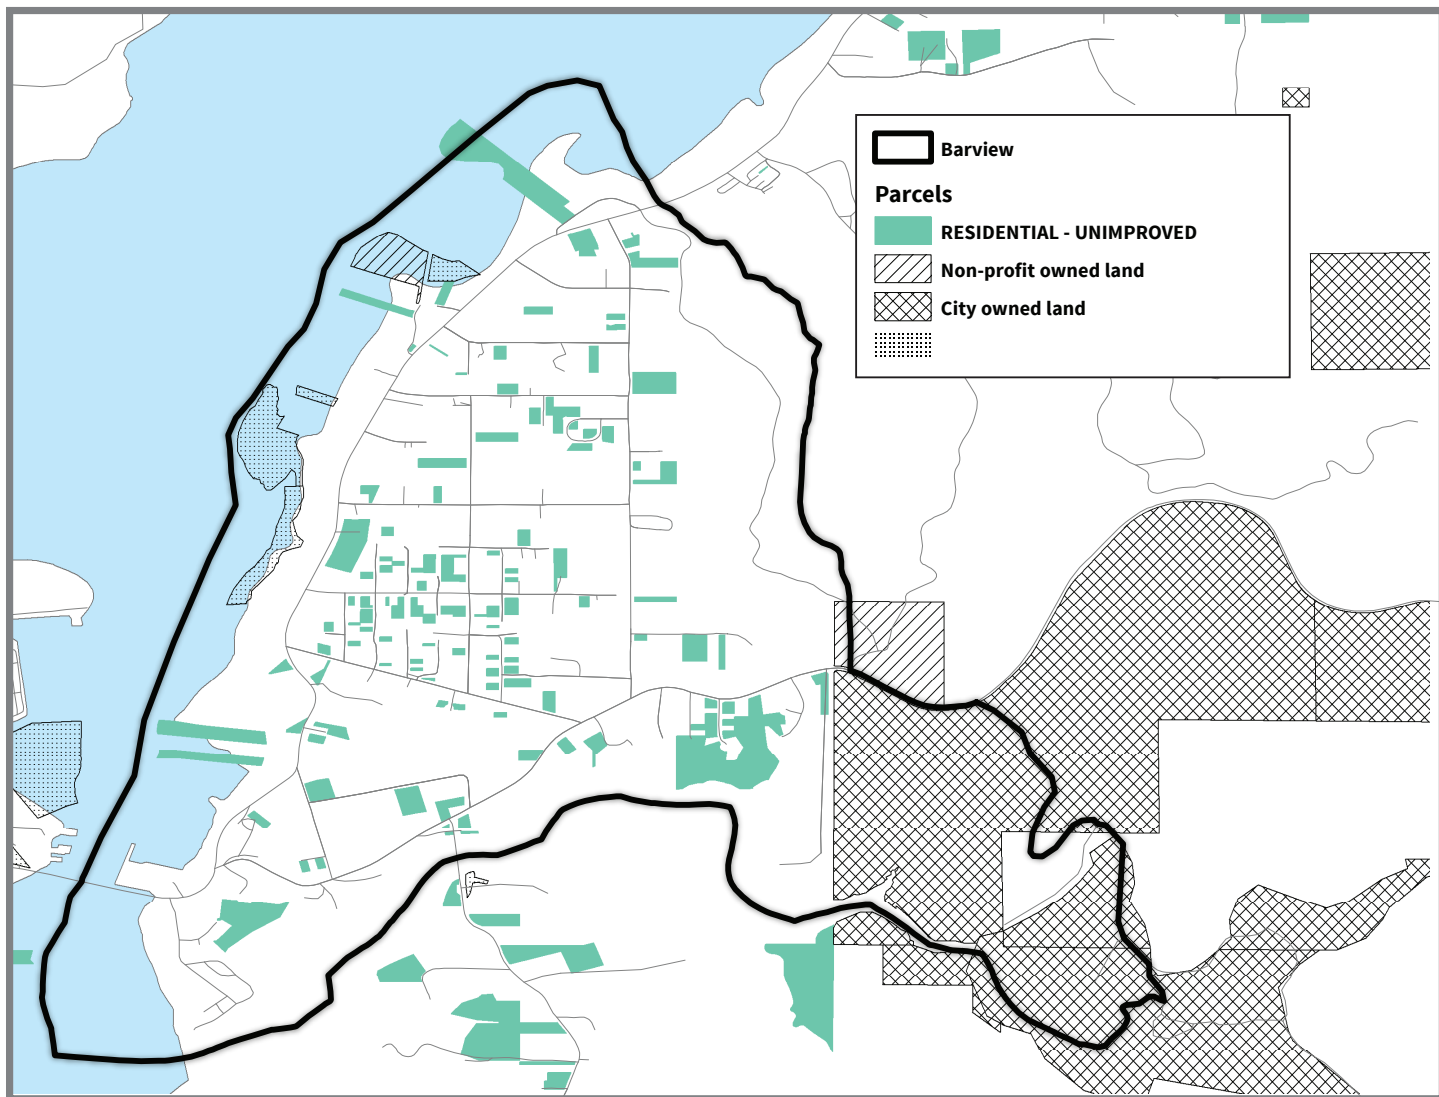 Barview
Parcels
RESIDENTIAL - UNIMPROVED
Non-profit owned land
City owned land